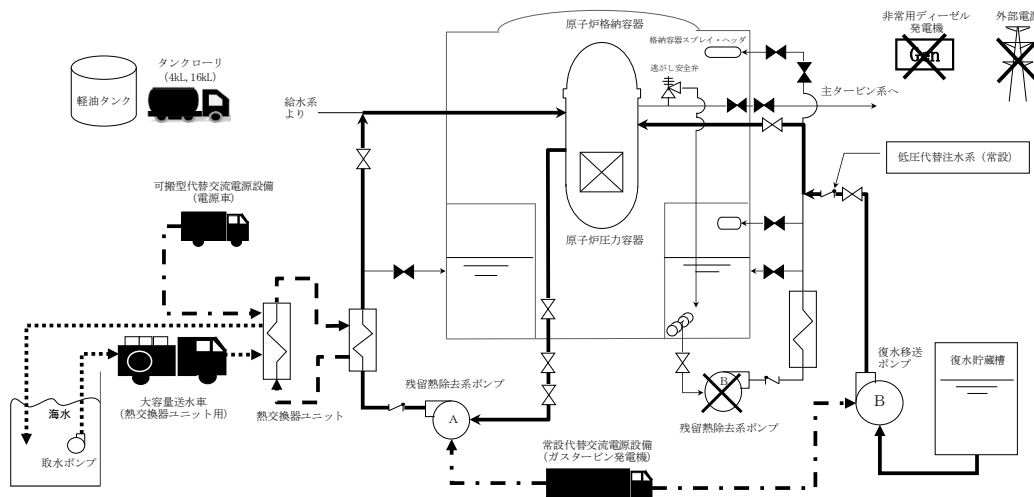 原子炉格納容器
非常用ディーゼル
発電機
外部電源
Gen
格納容器スプレイ・ヘッダ
タンクローリ
(4kL, 16kL)
軽油タンク
逃がし安全弁
給水系
より
主タービン系へ
低圧代替注水系（常設）
可搬型代替交流電源設備
（電源車）
原子炉圧力容器
復水移送
ポンプ
復水貯蔵槽
残留熱除去系ポンプ
B
B
大容量送水車
（熱交換器ユニット用）
熱交換器ユニット
海水
取水ポンプ
A
残留熱除去系ポンプ
常設代替交流電源設備
（ガスタービン発電機）